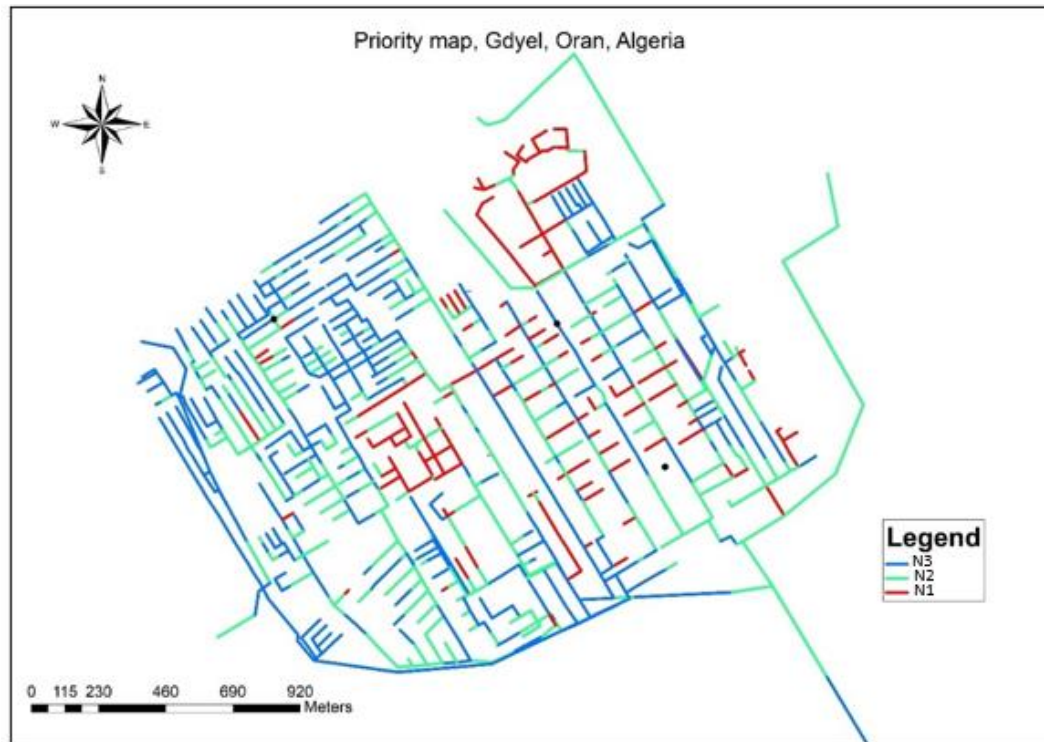 Priority map, Gdyel, Oran, Algeria
N
W E
S
Legend
N3
N2
N1
0 115 230 460 690 920
Meters